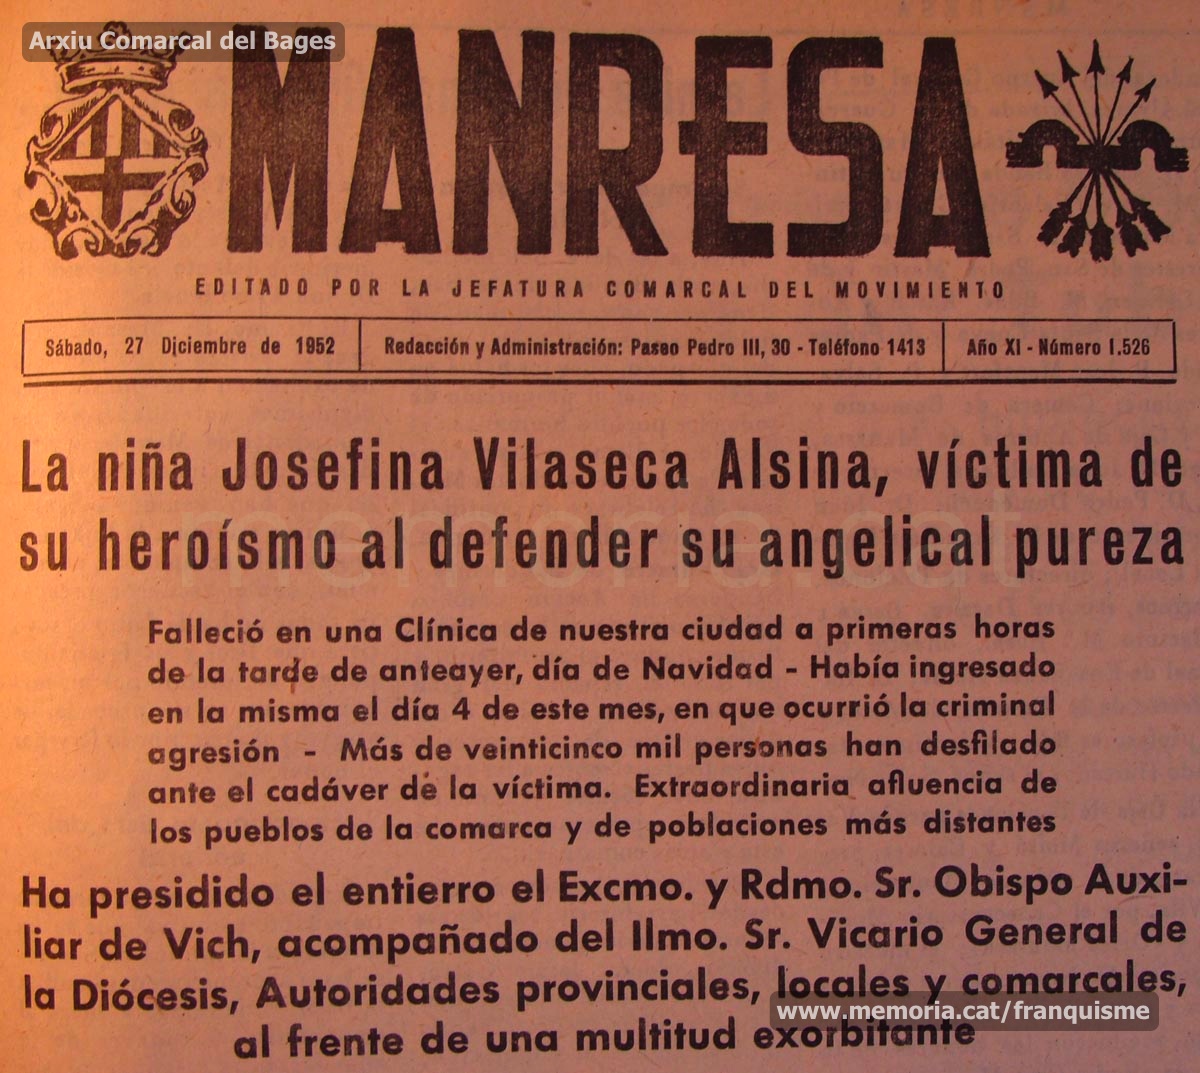 Arxiu Comarcal del Bages
MANRESA
EDITADO POR LA JEFATURA COMARCAL DEL MOVIMIENTO
Sábado, 27 Diciembre de 1952
Redacción y Administración: Paseo Pedro III, 30 - Teléfono 1413
Año XI - Número 1.526
La niña Josefina Vilaseca Alsina, víctima de
su heroísmo al defender su angelical pureza
memoria.cat
Falleció en una Clínica de nuestra ciudad a primeras horas
de la tarde de anteayer, día de Navidad - Había ingresado
en la misma el día 4 de este mes, en que ocurrió la criminal
agresión - Más de veinticinco mil personas han desfilado
ante el cadáver de la víctima. Extraordinaria afluencia de
los pueblos de la comarca y de poblaciones más distantes
Ha presidido el entierro el Excmo. y Rdmo. Sr. Obispo Auxi-
liar de Vich, acompañado del Ilmo. Sr. Vicario General de
la Diócesis, Autoridades provinciales, locales y comarcales,
al frente de una multitud exorbitante
www.memoria.cat/franquisme